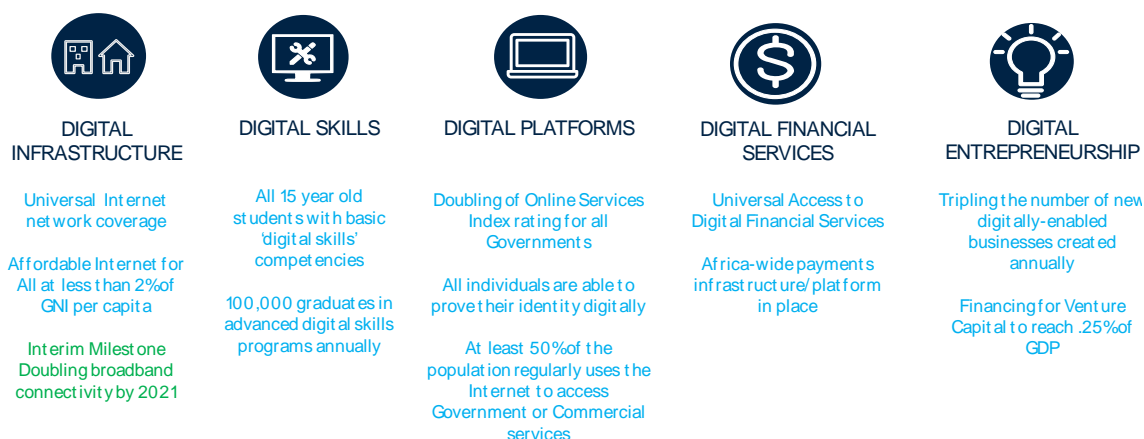 DIGITAL
INFRASTRUCTURE
Universal Internet
network coverage
Affordable Internet for
All at less than 2%of
GNI per capita
Interim Milestone
Doubling broadband
connectivity by 2021
DIGITAL SKILLS
All 15 year old
students with basic
'digital skills'
competencies
100,000 graduates in
advanced digital skills
programs annually
DIGITAL PLATFORMS
Doubling of Online Services
Index rating for all
Governments
All individuals are able to
prove their identity digitally
At least 50%of the
population regularly uses the
Internet to access
Government or Commercial
services
DIGITAL FINANCIAL
SERVICES
Universal Access to
Digital Financial Services
Africa-wide payments
infrastructure/platform
in place
DIGITAL
ENTREPRENEURSHIP
Tripling the number of new
digitally-enabled
businesses created
annually
Financing for Venture
Capital to reach .25%of
GDP